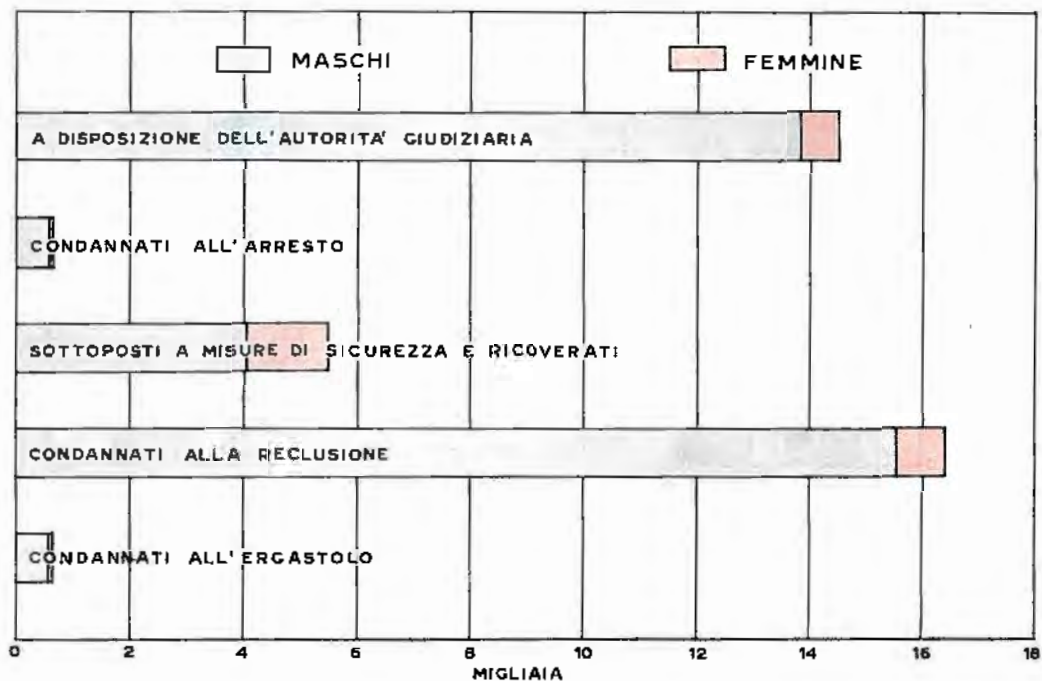 MASCHI
FEMMINE
A DISPOSIZIONE DELL'AUTORITA' GIUDIZIARIA
CONDANNATI ALL'ARRESTO
SOTTOPOSTI A MISURE DI SICUREZZA E RICOVERATI
CONDANNATI ALLA RECLUSIONE
CONDANNATI ALL'ERGASTOLO
0 2 4 6 8 10 12 14 16 18
MIGLIAIA